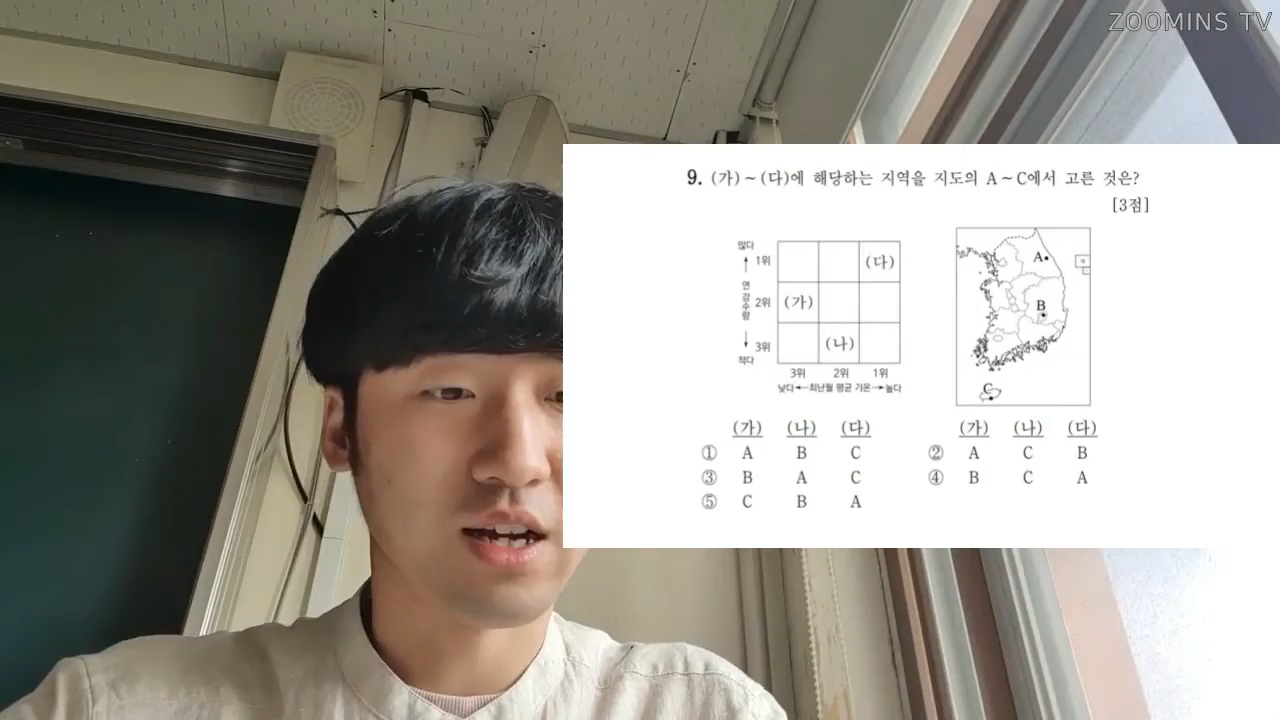 ZOOMINS TV
9. (가)~(다)에 해당하는 지역을 지도의 A~C에서 고른 것은?
[3점]
많다
1위
2위
3위
적다
연강수량
(다)
(가)
(나)
3위 2위 1위
낮다 최난월 평균 기온 높다
A
B
C
(가) (나) (다)
① A B C
③ B A C
⑤ C B A
(가) (나) (다)
② A C B
④ B C A